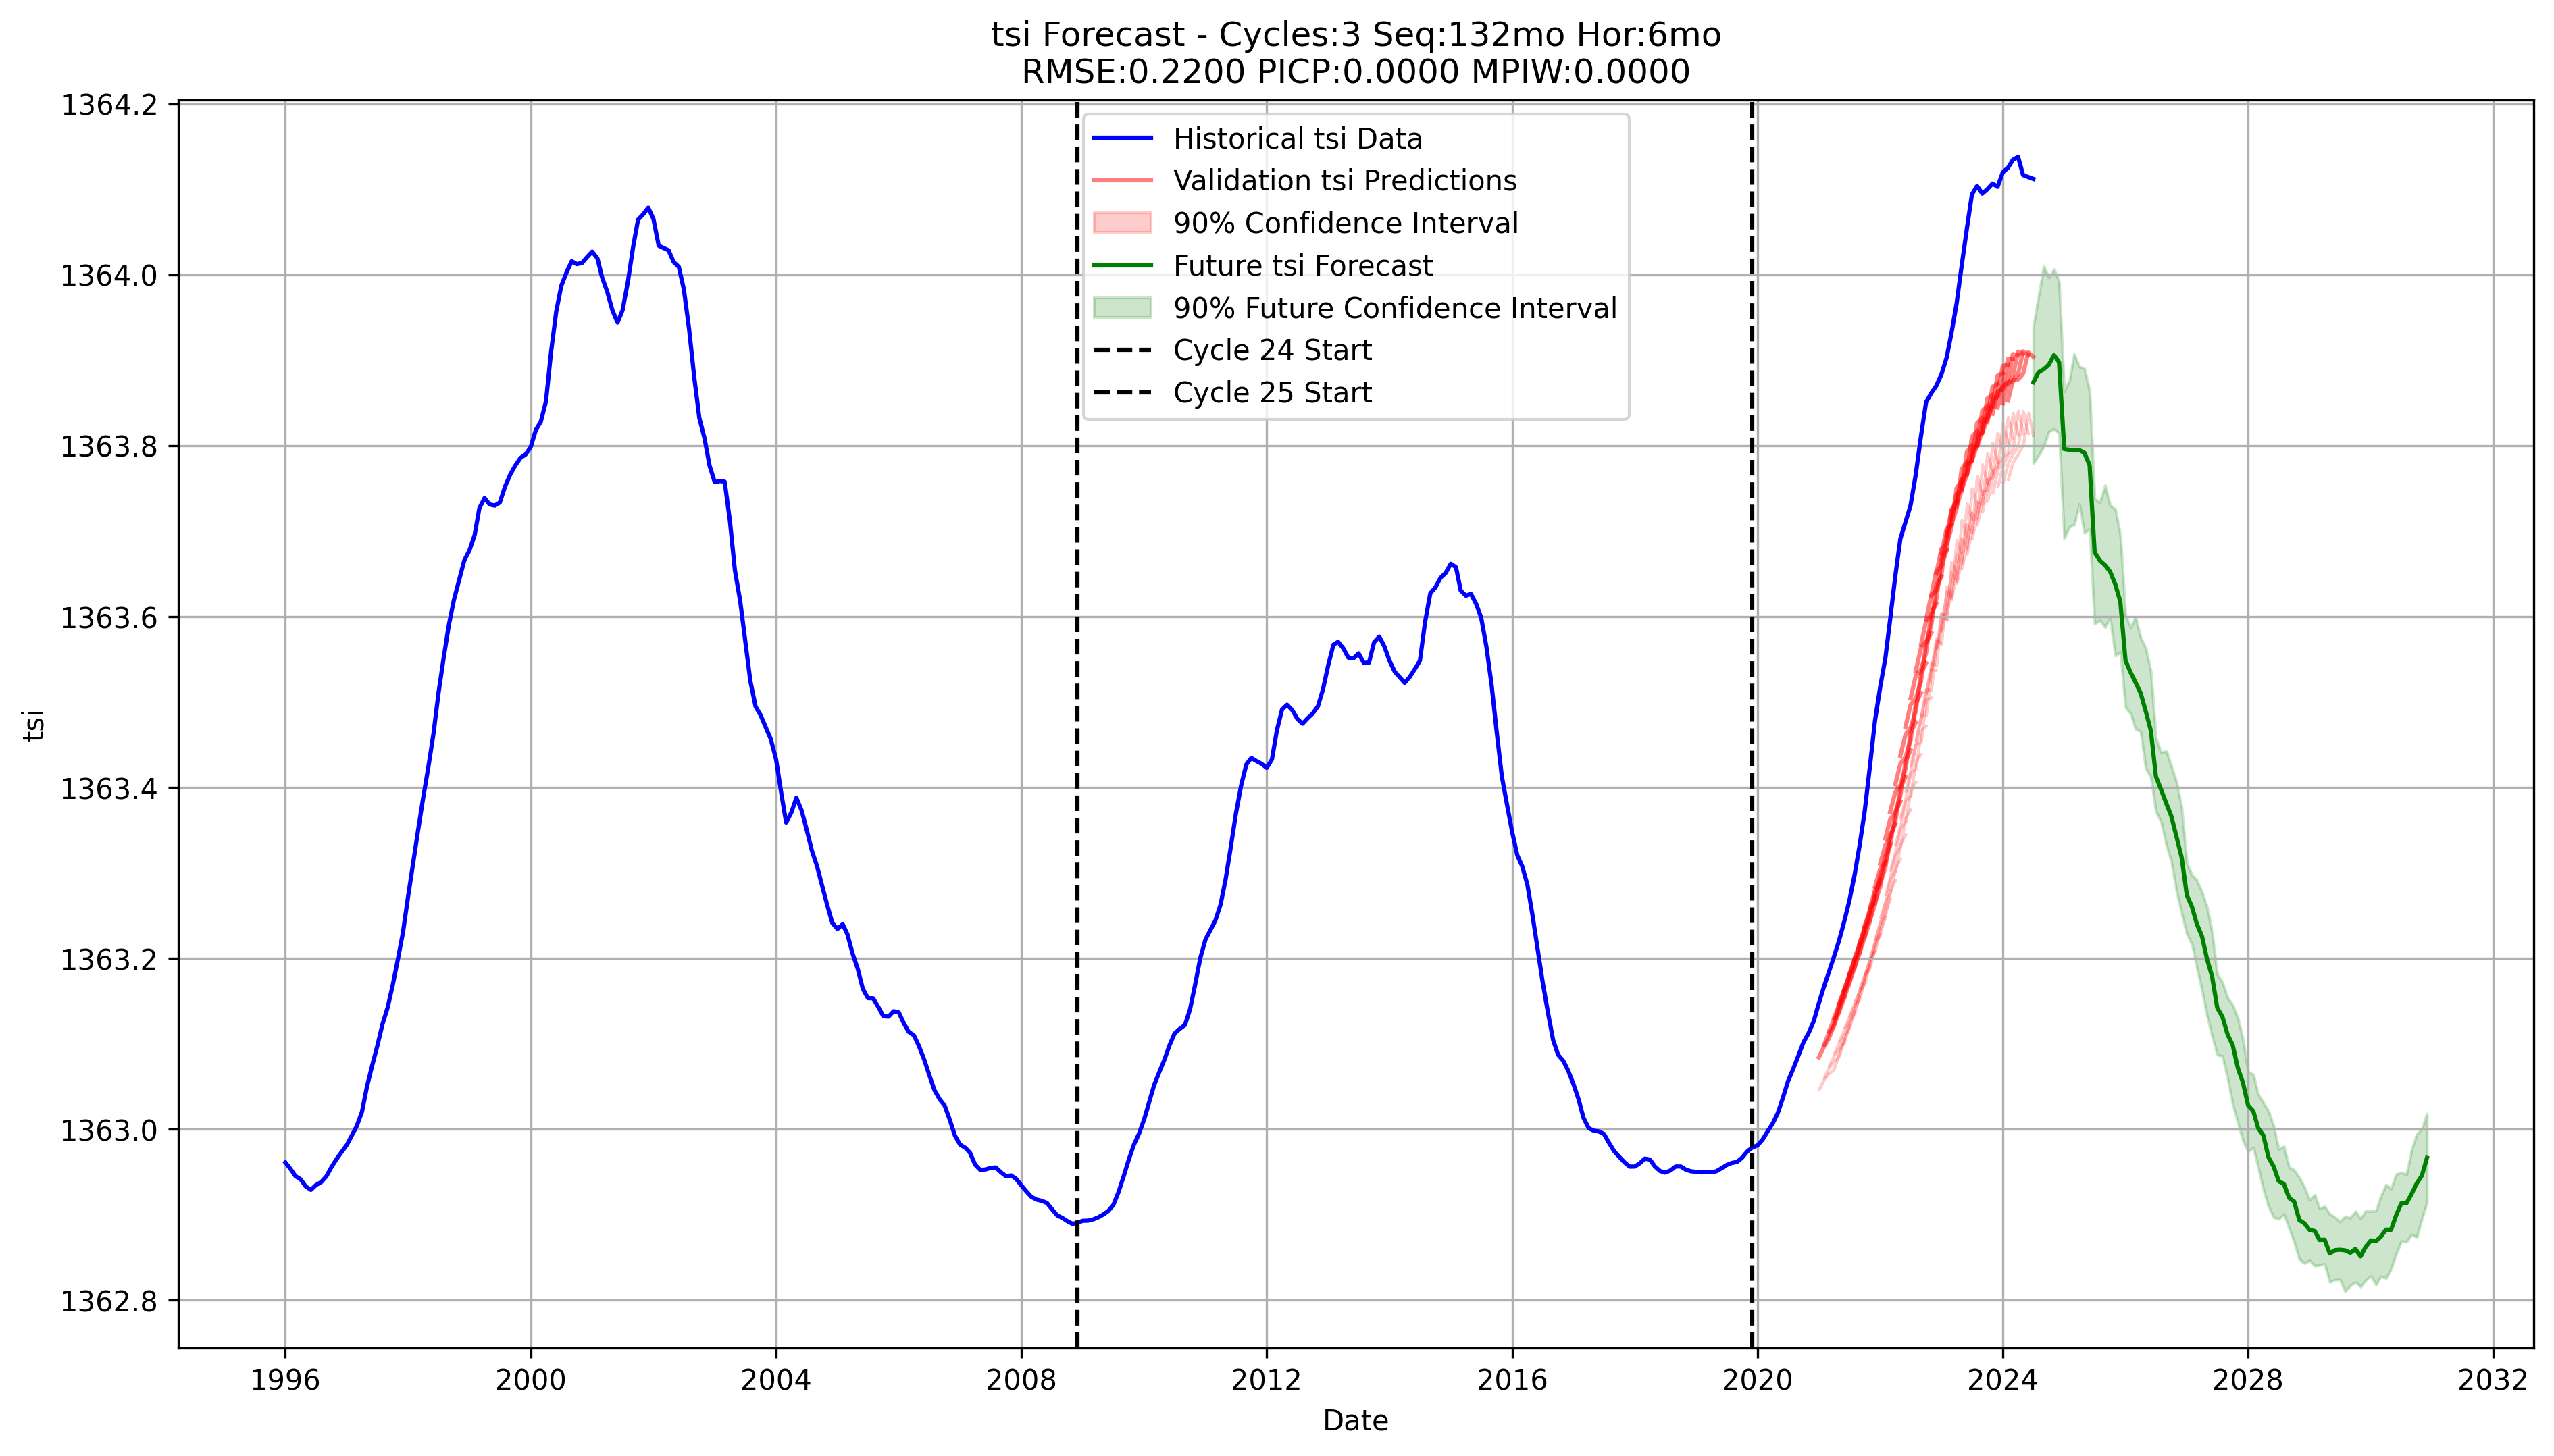 tsi Forecast - Cycles:3 Seq:132mo Hor:6mo
RMSE:0.2200 PICP:0.0000 MPIW:0.0000
1364.2
1364.0
1363.8
1363.6
1363.4
1363.2
1363.0
1362.8
tsi
Historical tsi Data
Validation tsi Predictions
90% Confidence Interval
Future tsi Forecast
90% Future Confidence Interval
Cycle 24 Start
Cycle 25 Start
1996 2000 2004 2008 2012 2016 2020 2024 2028 2032
Date